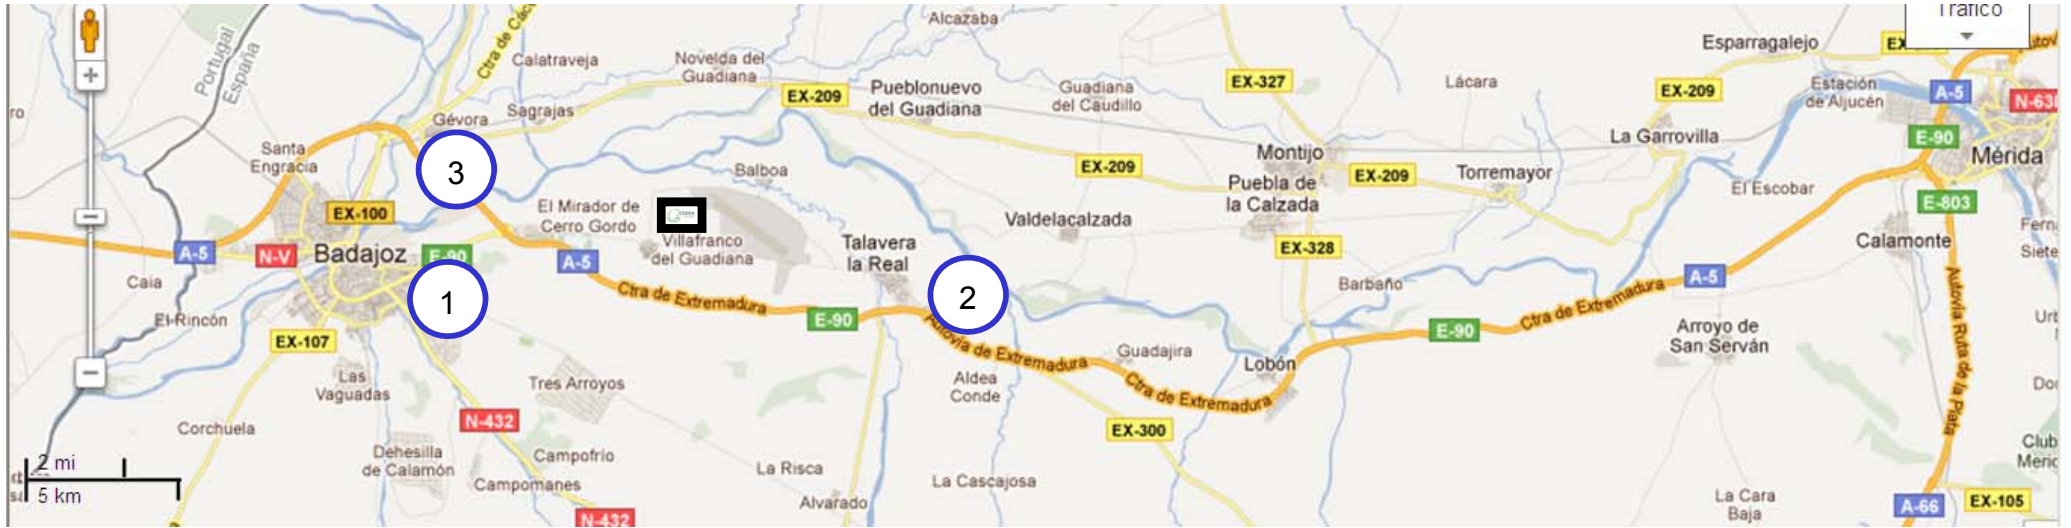 Alcazaba
Tráfico
Portugal
España
Ctra de Các
Calatraveja
Novelda del
Guadiana
Esparragalejo
EX-327
EX-209
Pueblonuevo
del Guadiana
Guadiana
del Caudillo
Lácara
EX-209
Estación
de Aljucén
A-5
N-630
ro
Gévora
Sagrajas
Santa
Engracia
3
Balboa
EX-209
Montijo
EX-209
Torremayor
La Garrovilla
E-90
Mérida
Puebla de
la Calzada
El Escobar
E-803
EX-100
El Mirador de
Cerro Gordo
Valdelacalzada
Calamonte
Siete
A-5
N-V
Badajoz
E-90
A-5
Villafranco
del Guadiana
Talavera
la Real
EX-328
Caia
1
2
Barbaño
A-5
El Rincón
Ctra de Extremadura
E-90
Autovía de Extremadura
E-90
Ctra de Extremadura
Arroyo de
San Serván
EX-107
Guadajira
Lobón
Las
Vaguadas
Tres Arroyos
Aldea
Conde
Ctra de Extremadura
Autovía Ruta de la Plata
Corchuela
N-432
EX-300
Dehesilla
de Calamón
Campofrío
La Risca
La Cascajosa
Club
2 mi
5 km
Campomanes
Alvarado
La Cara
Baja
A-66
EX-105
N-432